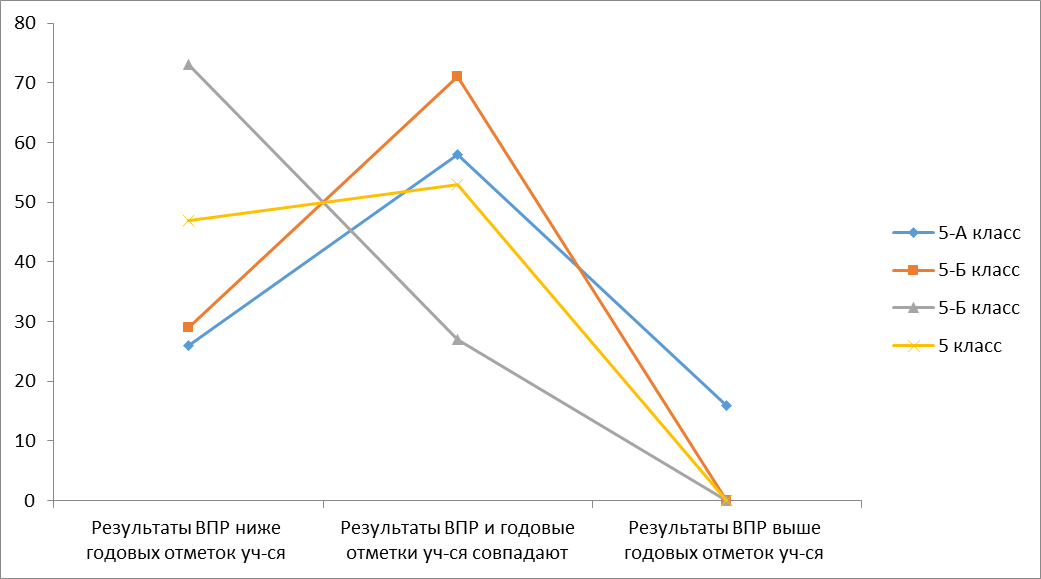 80
70
60
50
40
30
20
10
0
Результаты ВПР ниже
годовых отметок уч-ся
Результаты ВПР и годовые
отметки уч-ся совпадают
Результаты ВПР выше
годовых отметок уч-ся
5-А класс
5-Б класс
5-Б класс
5 класс